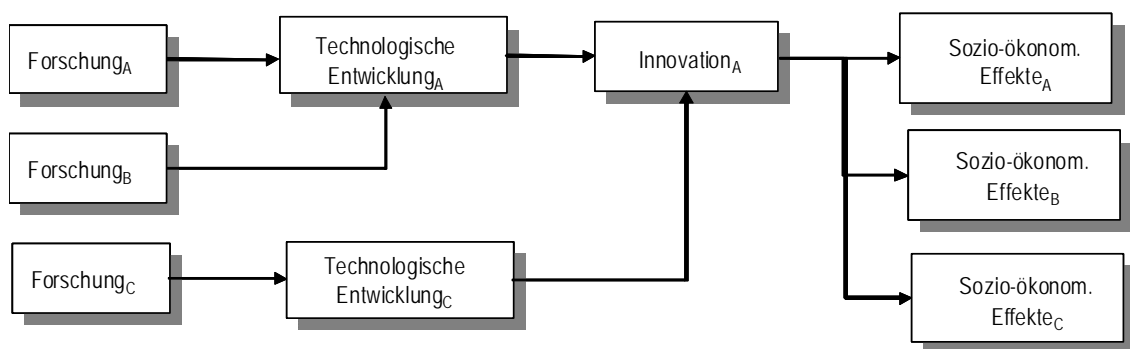 Forschung_A
Technologische
Entwicklung_A
Innovation_A
Sozio-ökonom.
Effekte_A
Forschung_B
Sozio-ökonom.
Effekte_B
Forschung_C
Technologische
Entwicklung_C
Sozio-ökonom.
Effekte_C